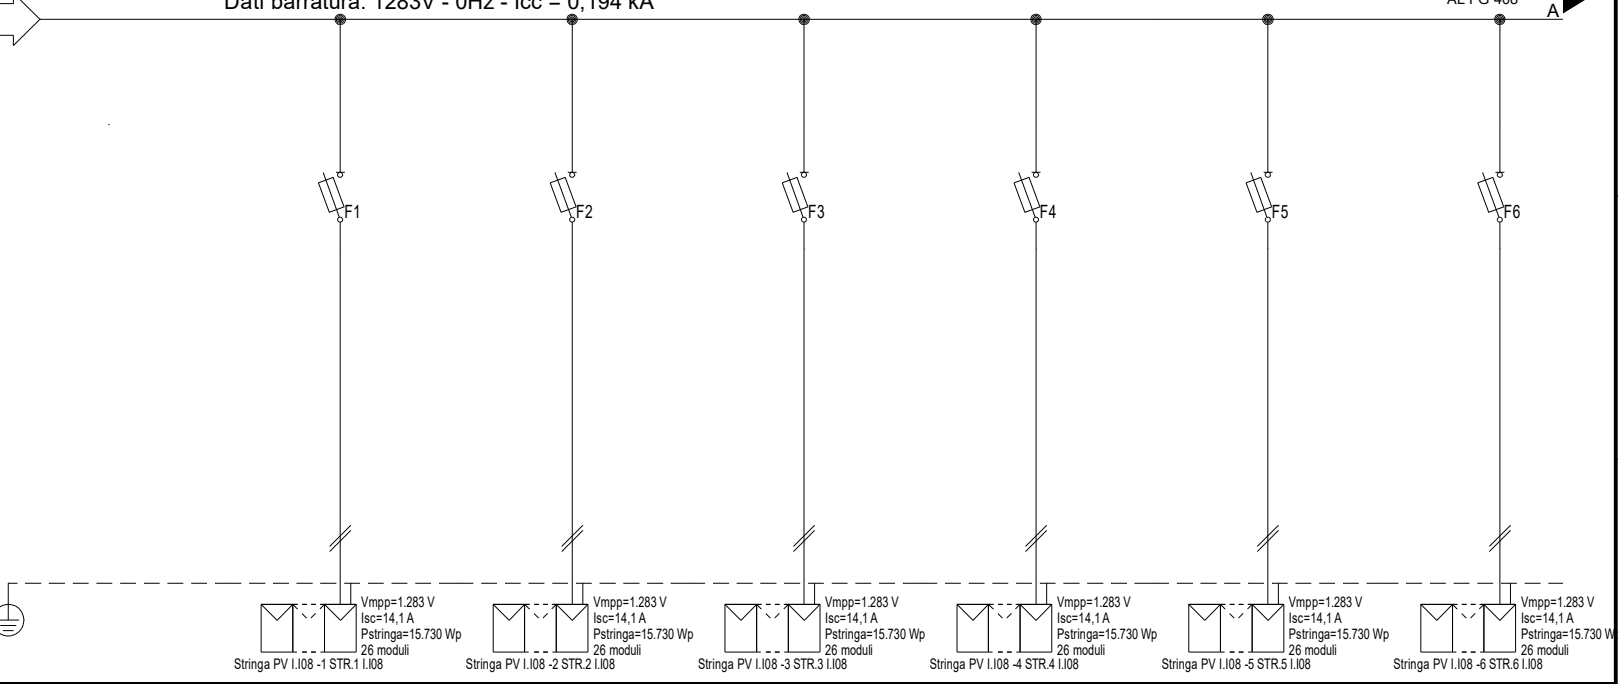 Dati barratura: 1283V - 0Hz - Icc = 0,194 kA
A
F1
F2
F3
F4
F5
F6
Vmpp=1.283 V
Isc=14,1 A
Pstringa=15.730 Wp
26 moduli
Stringa PV I.I08 -1 STR.1 I.I08
Vmpp=1.283 V
Isc=14,1 A
Pstringa=15.730 Wp
26 moduli
Stringa PV I.I08 -2 STR.2 I.I08
Vmpp=1.283 V
Isc=14,1 A
Pstringa=15.730 Wp
26 moduli
Stringa PV I.I08 -3 STR.3 I.I08
Vmpp=1.283 V
Isc=14,1 A
Pstringa=15.730 Wp
26 moduli
Stringa PV I.I08 -4 STR.4 I.I08
Vmpp=1.283 V
Isc=14,1 A
Pstringa=15.730 Wp
26 moduli
Stringa PV I.I08 -5 STR.5 I.I08
Vmpp=1.283 V
Isc=14,1 A
Pstringa=15.730 W
26 moduli
Stringa PV I.I08 -6 STR.6 I.I08